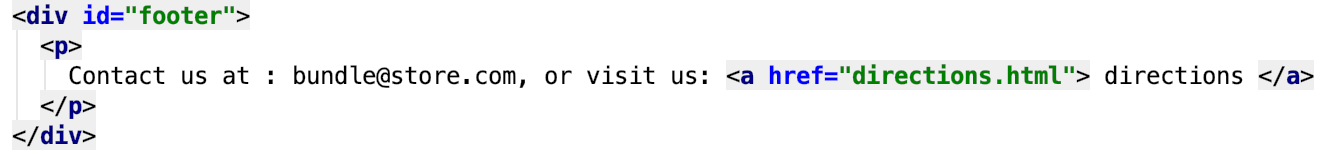 <div id="footer">
<p>
Contact us at : bundle@store.com, or visit us: <a href="directions.html"> directions </a>
</p>
</div>